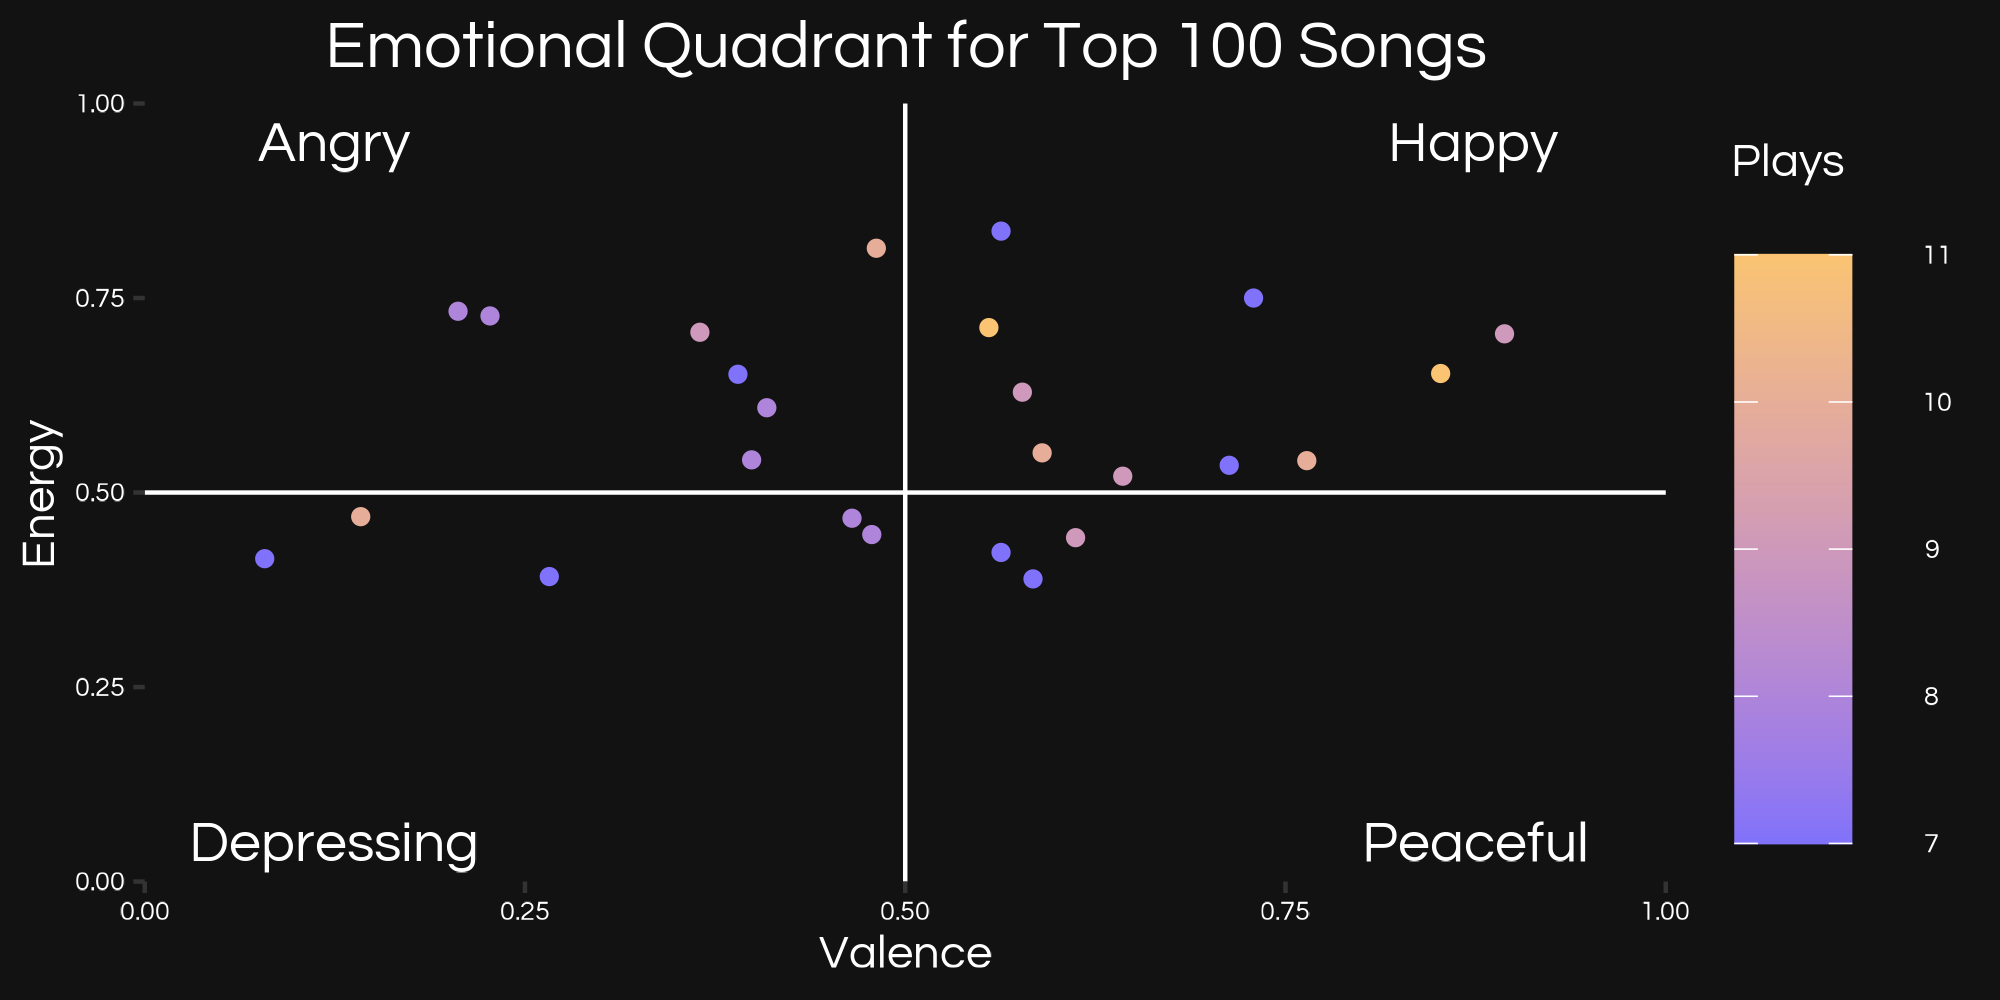 Emotional Quadrant for Top 100 Songs
1.00
Angry
Happy
Plays
11
0.75
10
Energy
0.50
9
0.25
8
Depressing
Peaceful
7
0.00
0.00
0.25
0.50
0.75
1.00
Valence